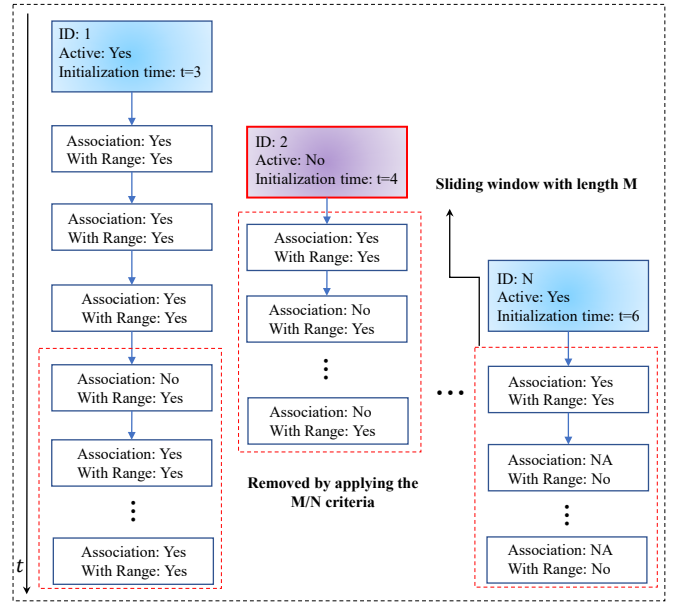 ID: 1
Active: Yes
Initialization time: t=3
Association: Yes
With Range: Yes
Association: Yes
With Range: Yes
Association: Yes
With Range: Yes
Association: No
With Range: Yes
Association: Yes
With Range: Yes
Association: Yes
With Range: Yes
t
ID: 2
Active: No
Initialization time: t=4
Association: Yes
With Range: Yes
Association: No
With Range: Yes
Association: No
With Range: Yes
Removed by applying the
M/N criteria
Sliding window with length M
ID: N
Active: Yes
Initialization time: t=6
Association: Yes
With Range: Yes
Association: NA
With Range: No
Association: NA
With Range: No